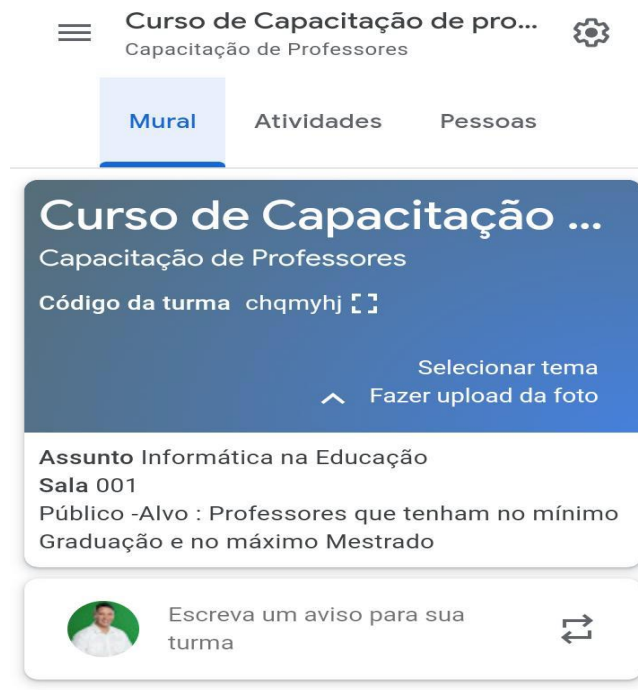 Curso de Capacitação de pro...
Capacitação de Professores
Mural Atividades Pessoas
Curso de Capacitação ...
Capacitação de Professores
Código da turma chqmyhj
Selecionar tema
Fazer upload da foto
Assunto Informática na Educação
Sala 001
Público -Alvo : Professores que tenham no mínimo
Graduação e no máximo Mestrado
Escreva um aviso para sua
turma